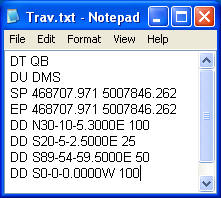 Trav.txt - Notepad
File Edit Format View Help
DT QB
DU DMS
SP 468707.971 5007846.262
EP 468707.971 5007846.262
DD N30-10-5.3000E 100
DD S20-5-2.5000E 25
DD S89-54-59.5000E 50
DD S0-0-0.0000W 100